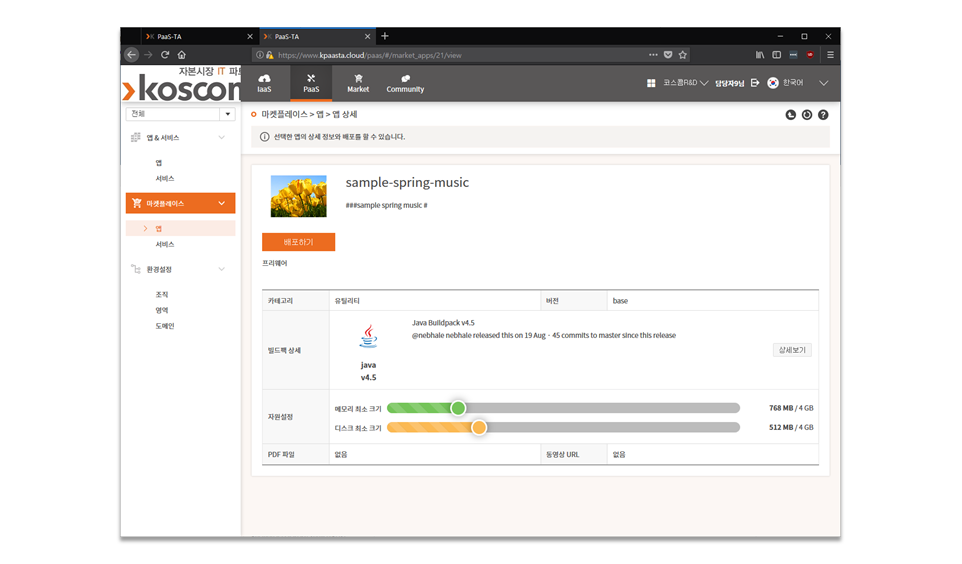 PaaS-TA
PaaS-TA
https://www.kpaasta.cloud/paas/#/market_apps/21/view
자본시장 IT 파트
koscom
IaaS
PaaS
Market
Community
코스콤R&D
담당자9님
한국어
전체
앱 & 서비스
앱
서비스
마켓플레이스
앱
서비스
환경설정
조직
영역
도메인
마켓플레이스 > 앱 > 앱 상세
선택한 앱의 상세 정보와 배포를 할 수 있습니다.
sample-spring-music
###sample spring music #
배포하기
프리웨어
카테고리
유틸리티
버전
base
빌드팩 상세
java
v4.5
Java Buildpack v4.5
@nebhale nebhale released this on 19 Aug · 45 commits to master since this release
상세보기
자원설정
메모리 최소 크기
768 MB / 4 GB
디스크 최소 크기
512 MB / 4 GB
PDF 파일
없음
동영상 URL
없음